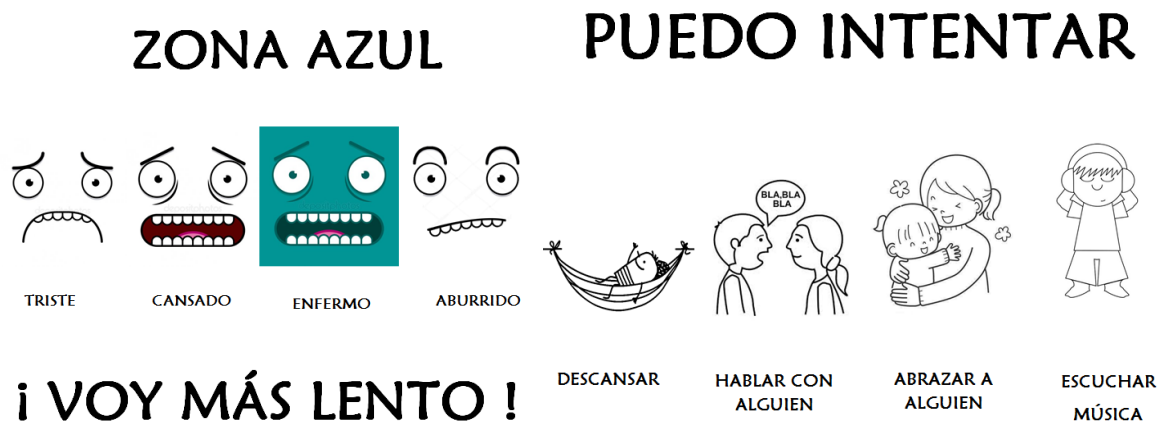 ZONA AZUL
TRISTE
CANSADO
ENFERMO
ABURRIDO
¡ VOY MÁS LENTO !
PUEDO INTENTAR
BLA,BLA
BLA
DESCANSAR
HABLAR CON
ALGUIEN
ABRAZAR A
ALGUIEN
ESCUCHAR
MÚSICA